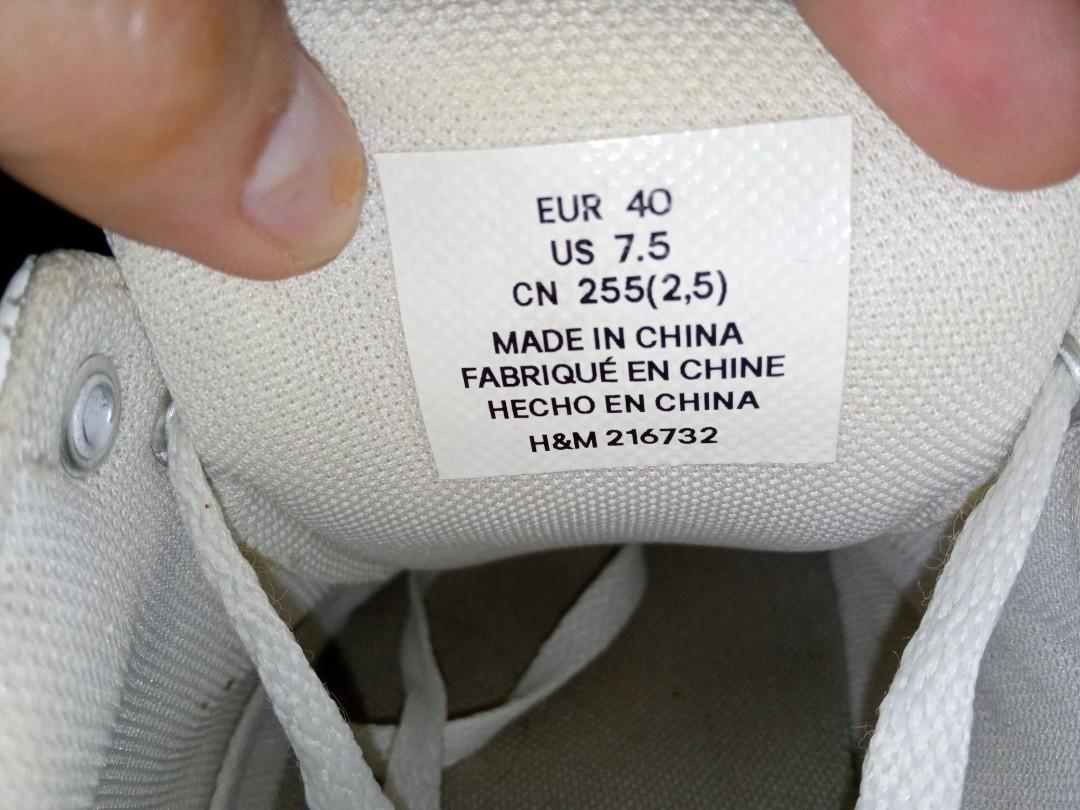 EUR 40
US 7.5
CN 255(2,5)
MADE IN CHINA
FABRIQUÉ EN CHINE
HECHO EN CHINA
H&M 216732